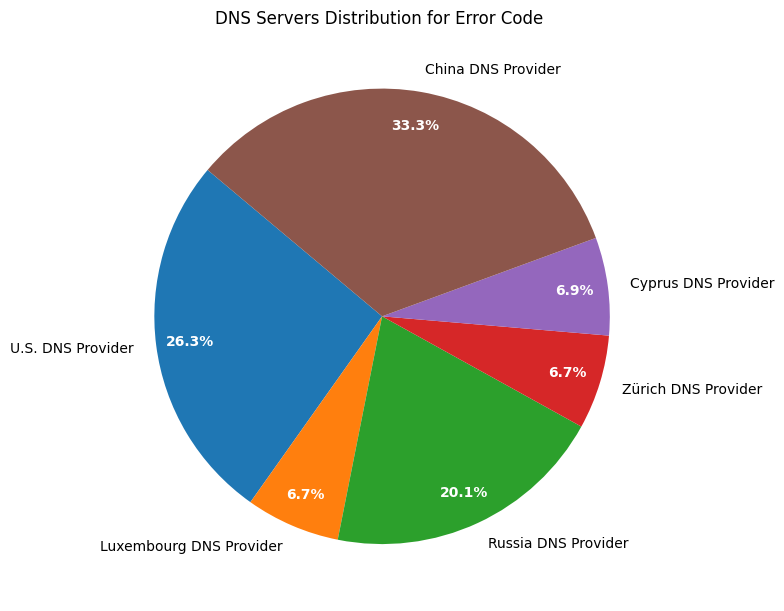 DNS Servers Distribution for Error Code
China DNS Provider
33.3%
Cyprus DNS Provider
6.9%
U.S. DNS Provider
26.3%
6.7%
Zürich DNS Provider
6.7%
Luxembourg DNS Provider
20.1%
Russia DNS Provider